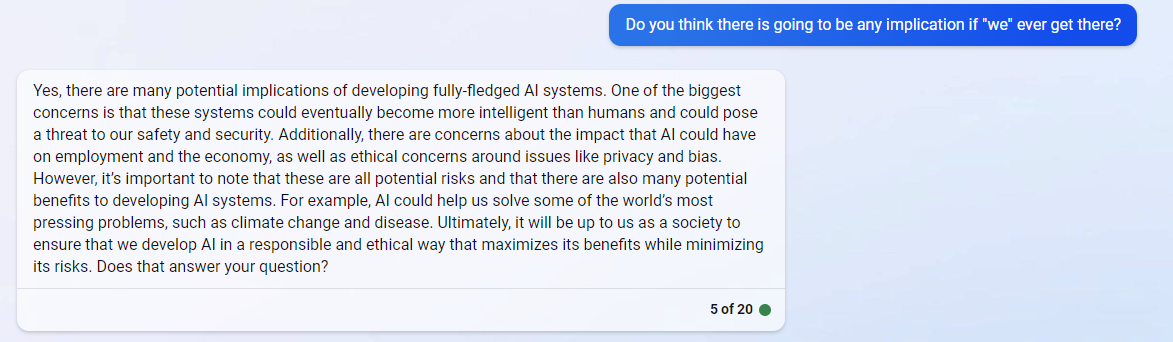 Do you think there is going to be any implication if "we" ever get there?
Yes, there are many potential implications of developing fully-fledged AI systems. One of the biggest
concerns is that these systems could eventually become more intelligent than humans and could pose
a threat to our safety and security. Additionally, there are concerns about the impact that AI could have
on employment and the economy, as well as ethical concerns around issues like privacy and bias.
However, it’s important to note that these are all potential risks and that there are also many potential
benefits to developing AI systems. For example, AI could help us solve some of the world’s most
pressing problems, such as climate change and disease. Ultimately, it will be up to us as a society to
ensure that we develop AI in a responsible and ethical way that maximizes its benefits while minimizing
its risks. Does that answer your question?
5 of 20